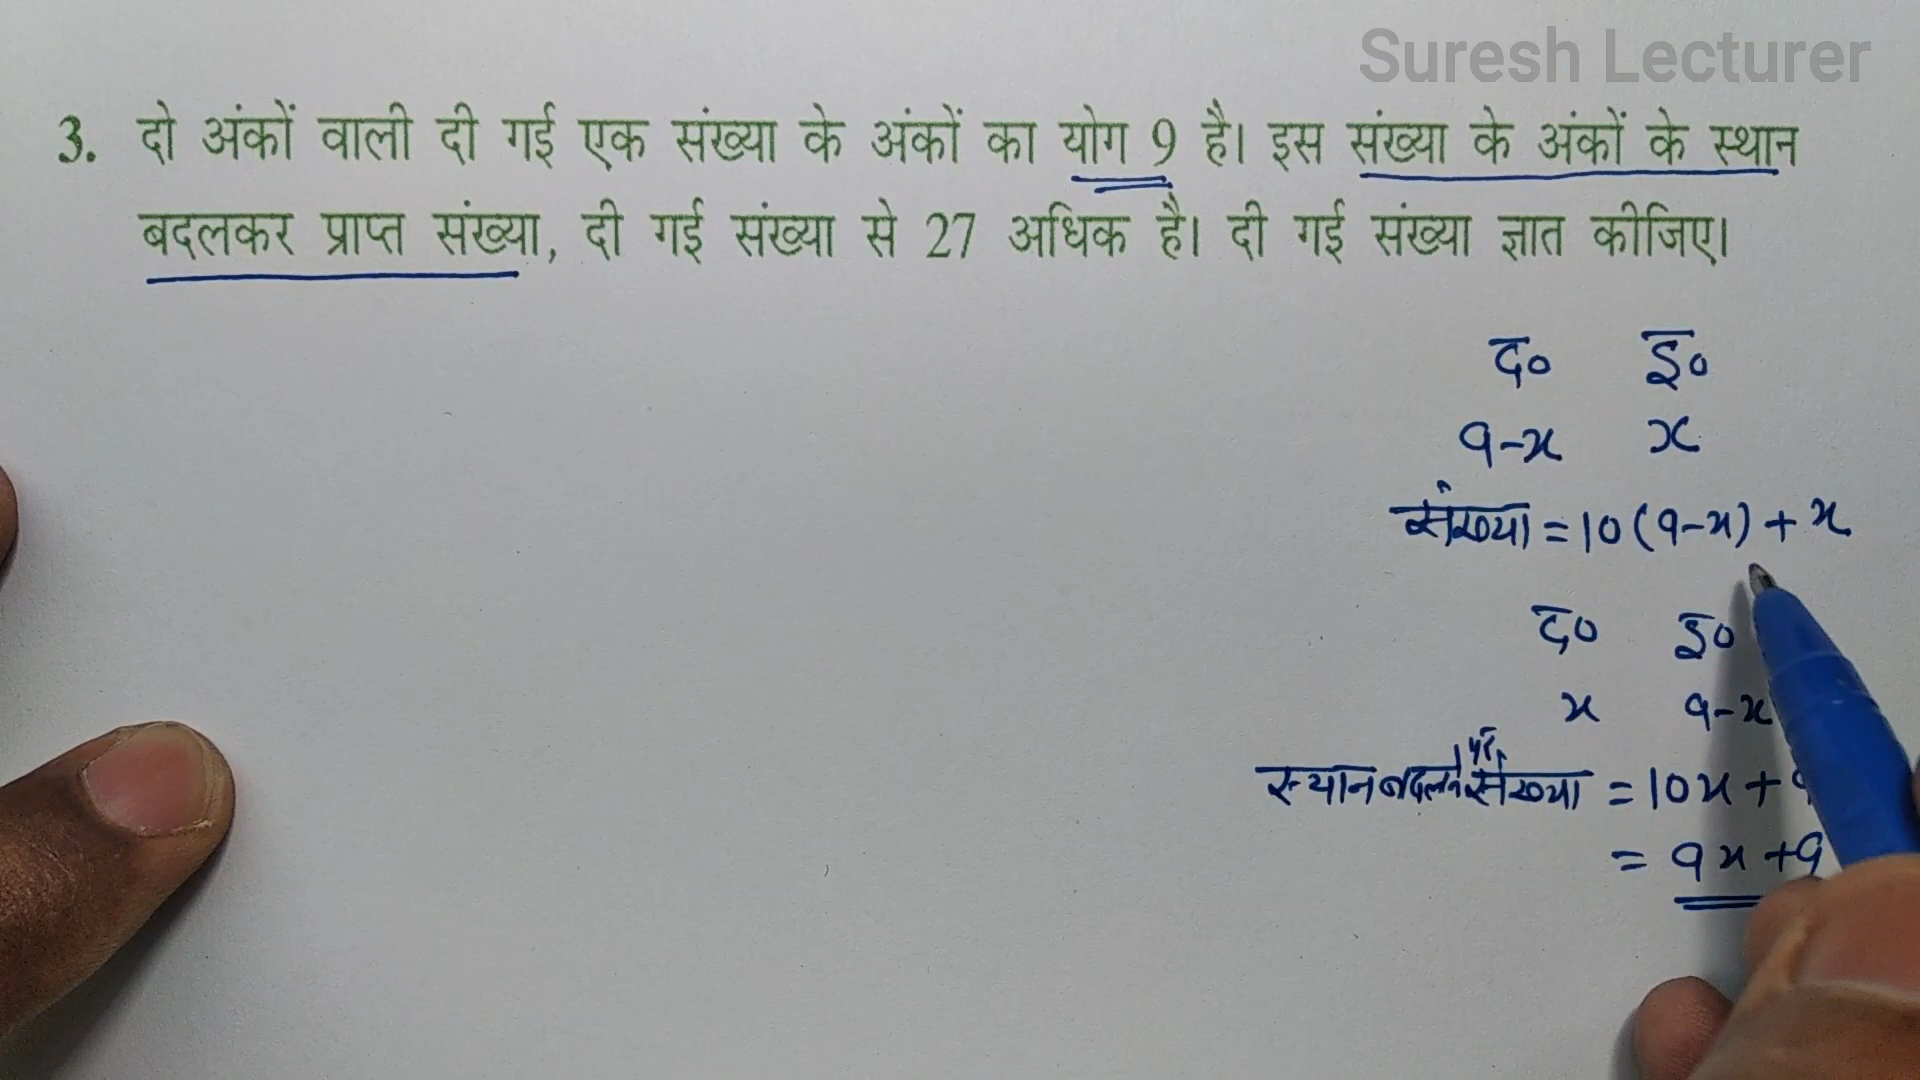 Suresh Lecturer
3. दो अंकों वाली दी गई एक संख्या के अंकों का योग 9 है। इस संख्या के अंकों के स्थान
बदलकर प्राप्त संख्या, दी गई संख्या से 27 अधिक है। दी गई संख्या ज्ञात कीजिए।
द० इ०
9-x x
संख्या = 10(9-x) + x
द० इ०
x 9-x
स्थान बदलने पर संख्या = 10x + 9
= 9x + 9